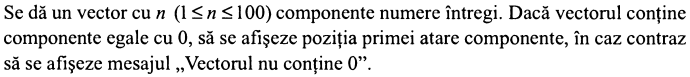 Se dă un vector cu n (1≤n≤100) componente numere întregi. Dacă vectorul conține
componente egale cu 0, să se afișeze poziția primei atare componente, în caz contraz
să se afișeze mesajul „Vectorul nu conține 0”.